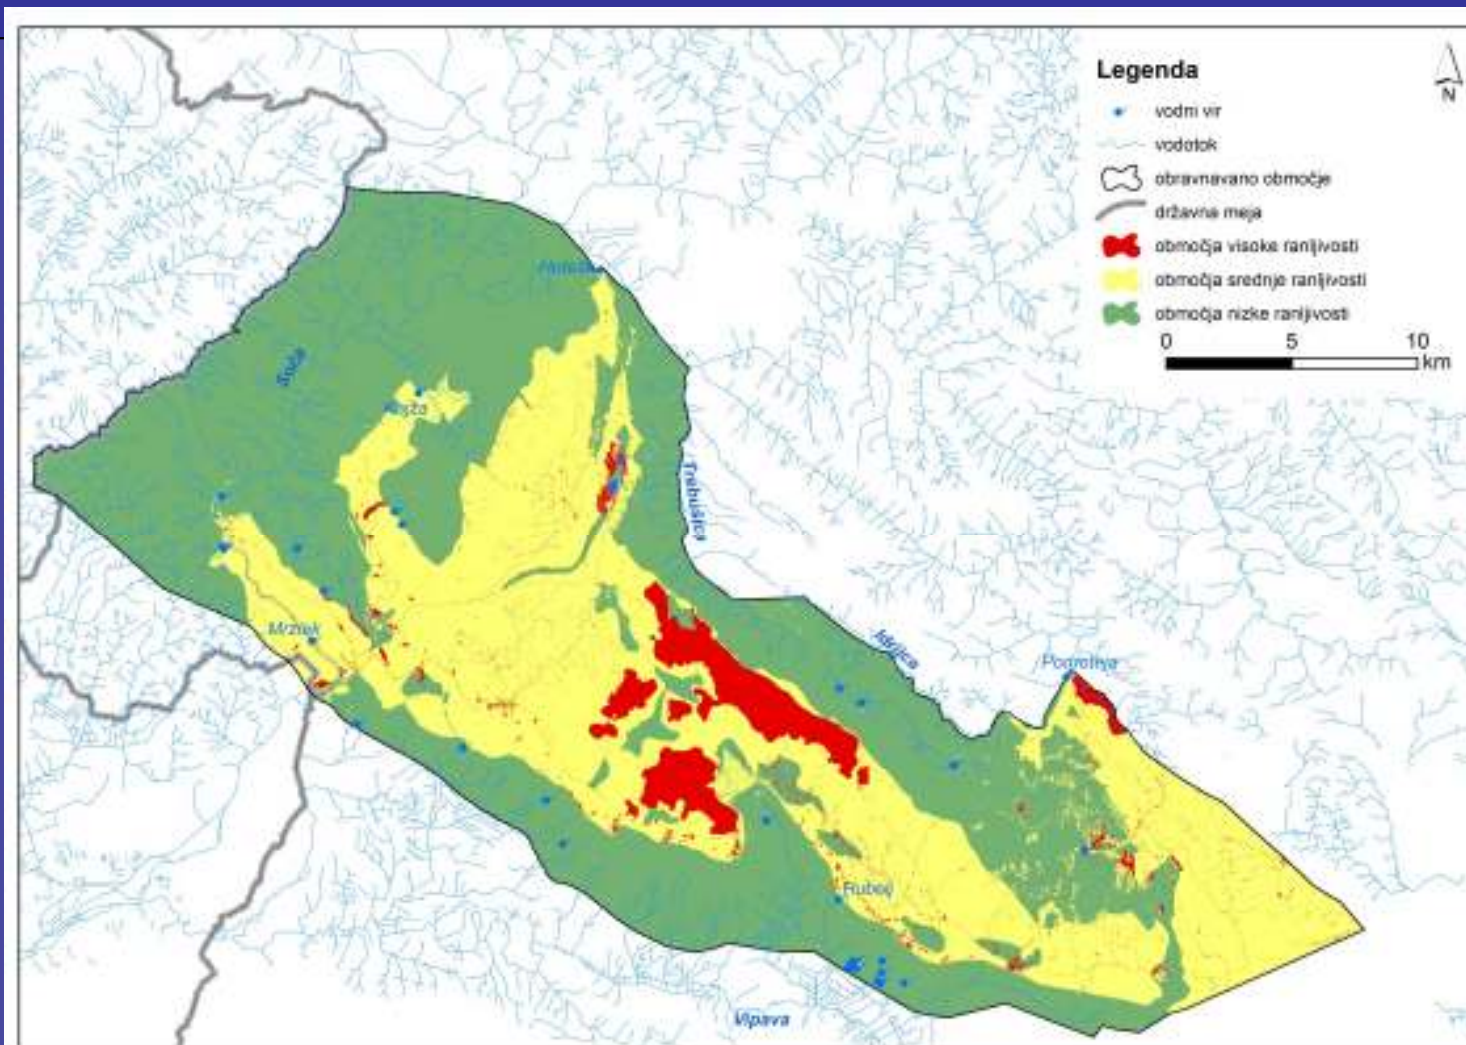 Legenda
N
vodni vir
vodotok
obravnavano območje
državna meja
območja visoke ranljivosti
območja srednje ranljivosti
območja nizke ranljivosti
0 5 10
km
Soča
Trebuščica
Mrzlek
Idrijca
Podroteja
Hubelj
Vipava